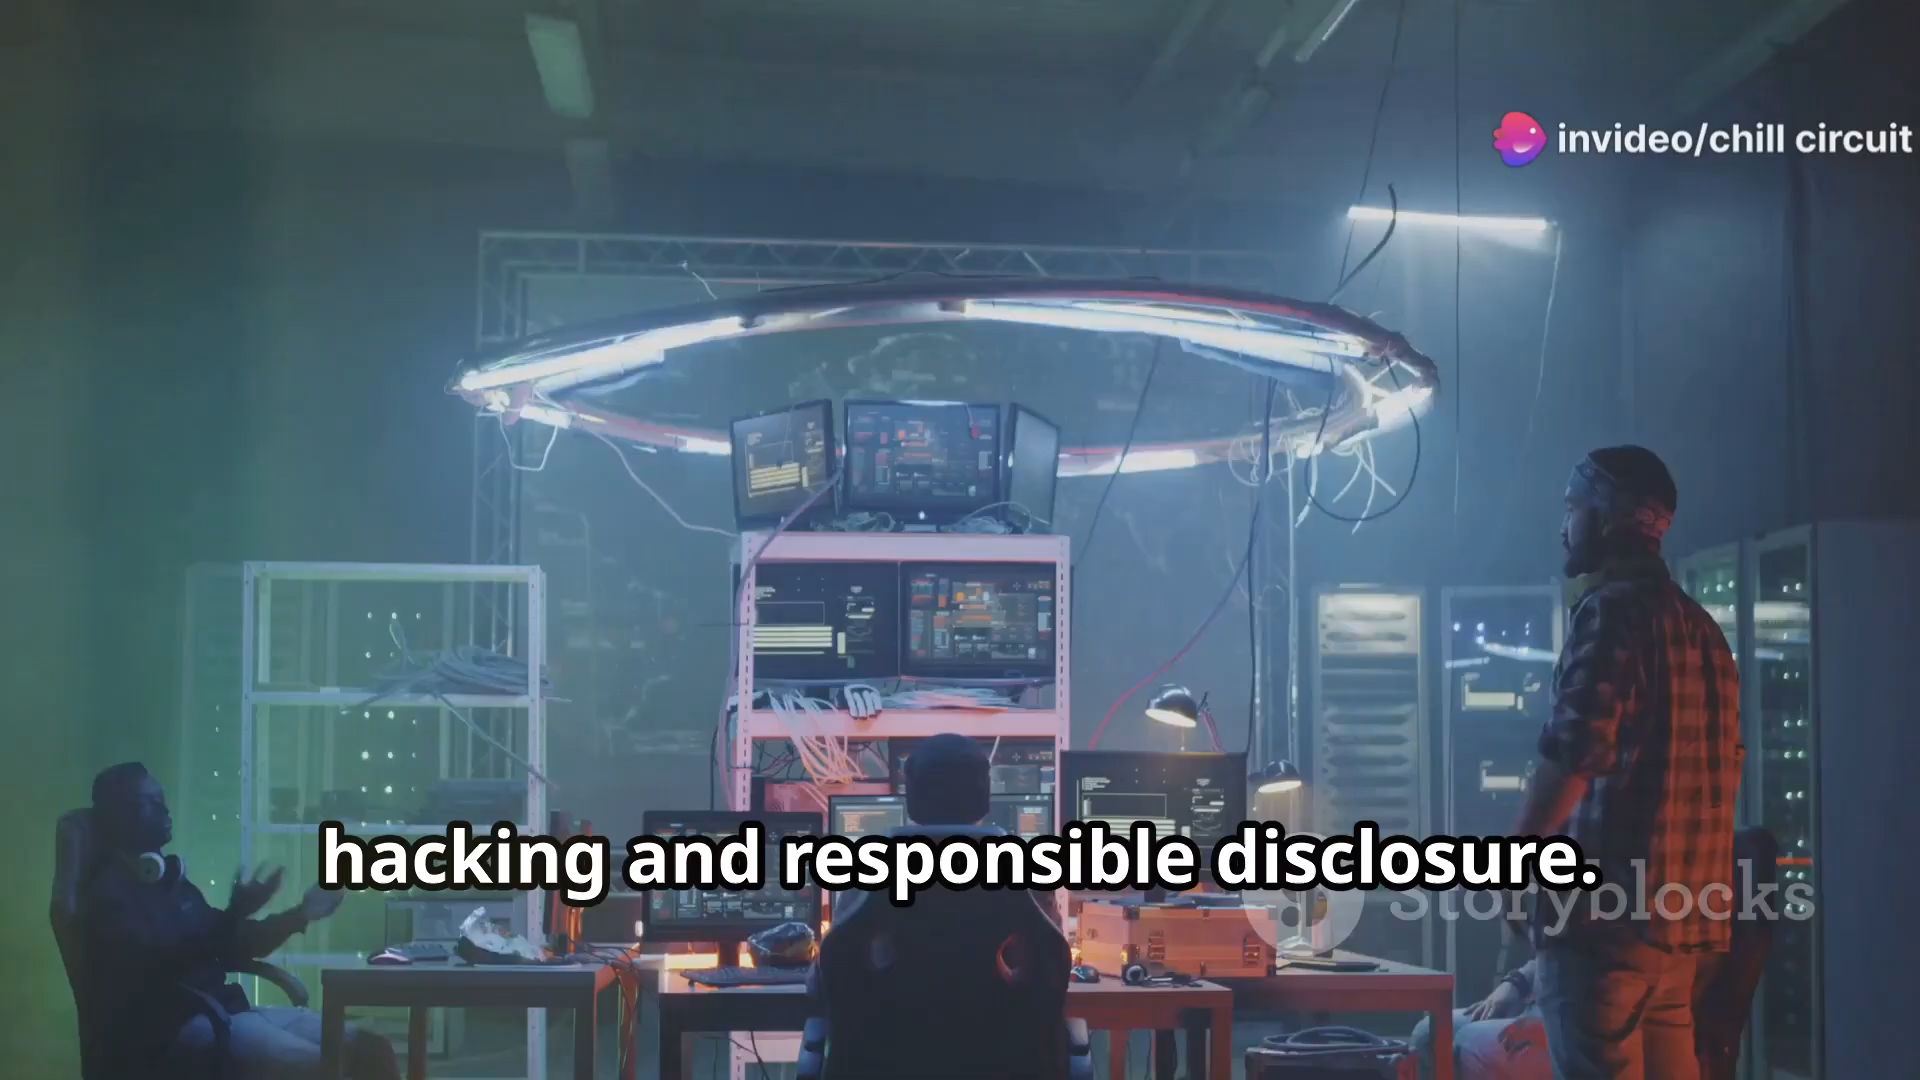 invideo/chill circuit
hacking and responsible disclosure.
Storyblocks